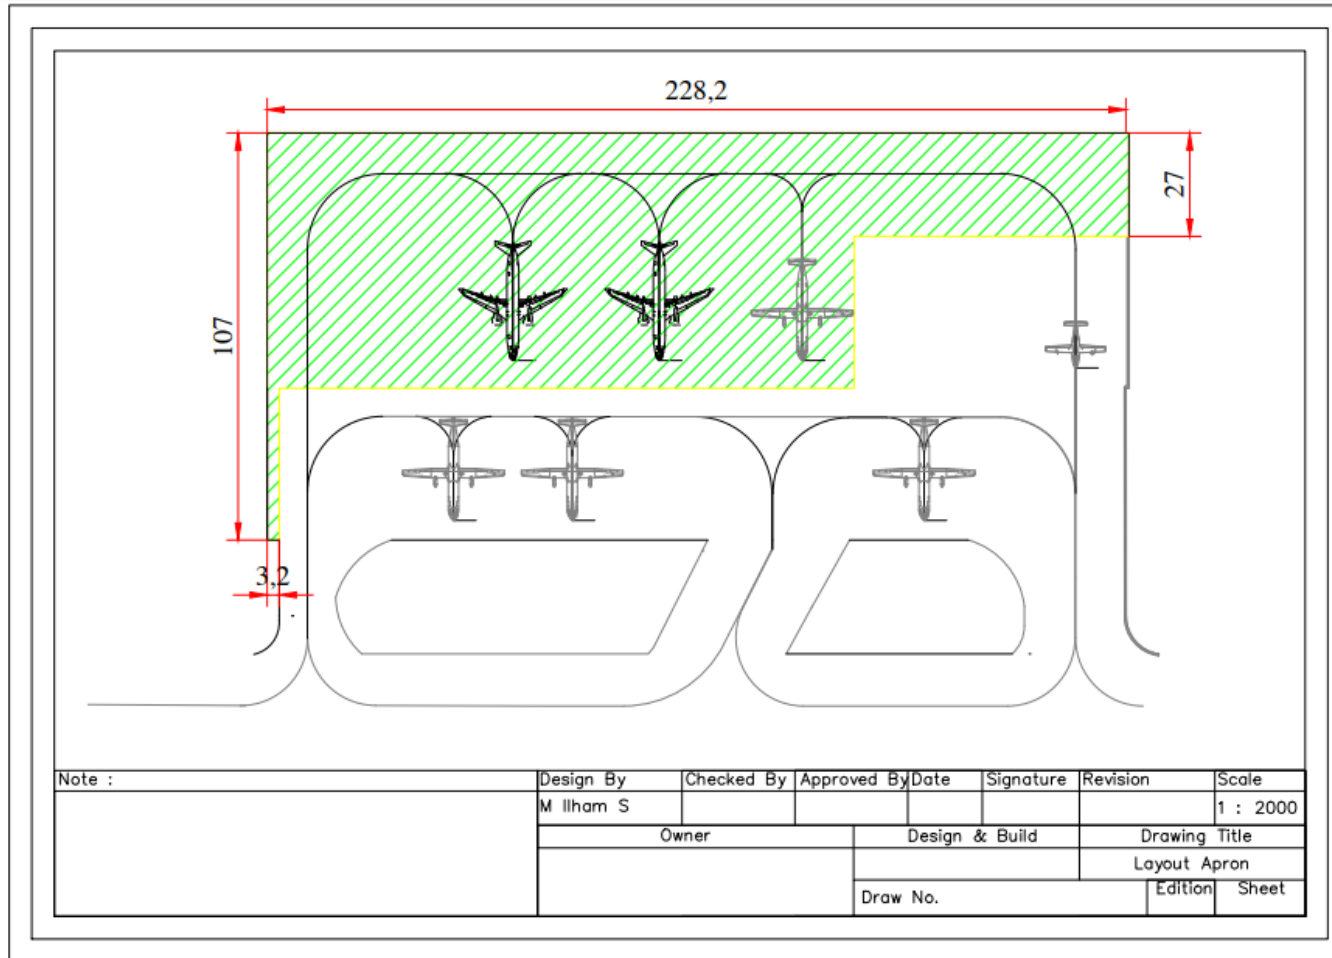 228,2
27
107
3,2
Note :
Design By
Checked By
Approved By
Date
Signature
Revision
Scale
M Ilham S
1 : 2000
Owner
Design & Build
Drawing Title
Layout Apron
Draw No.
Edition
Sheet